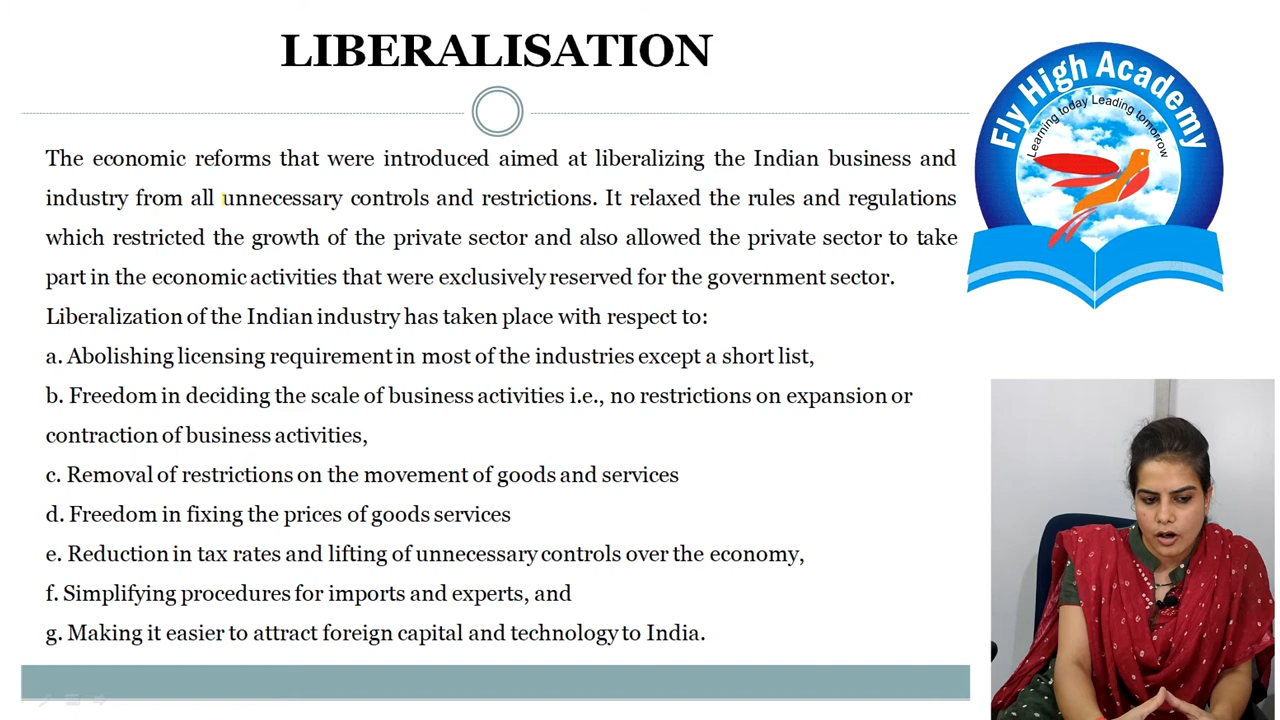 LIBERALISATION
The economic reforms that were introduced aimed at liberalizing the Indian business and
industry from all unnecessary controls and restrictions. It relaxed the rules and regulations
which restricted the growth of the private sector and also allowed the private sector to take
part in the economic activities that were exclusively reserved for the government sector.
Liberalization of the Indian industry has taken place with respect to:
a. Abolishing licensing requirement in most of the industries except a short list,
b. Freedom in deciding the scale of business activities i.e., no restrictions on expansion or
contraction of business activities,
c. Removal of restrictions on the movement of goods and services
d. Freedom in fixing the prices of goods services
e. Reduction in tax rates and lifting of unnecessary controls over the economy,
f. Simplifying procedures for imports and experts, and
g. Making it easier to attract foreign capital and technology to India.
Fly High Academy
Learning today Leading tomorrow